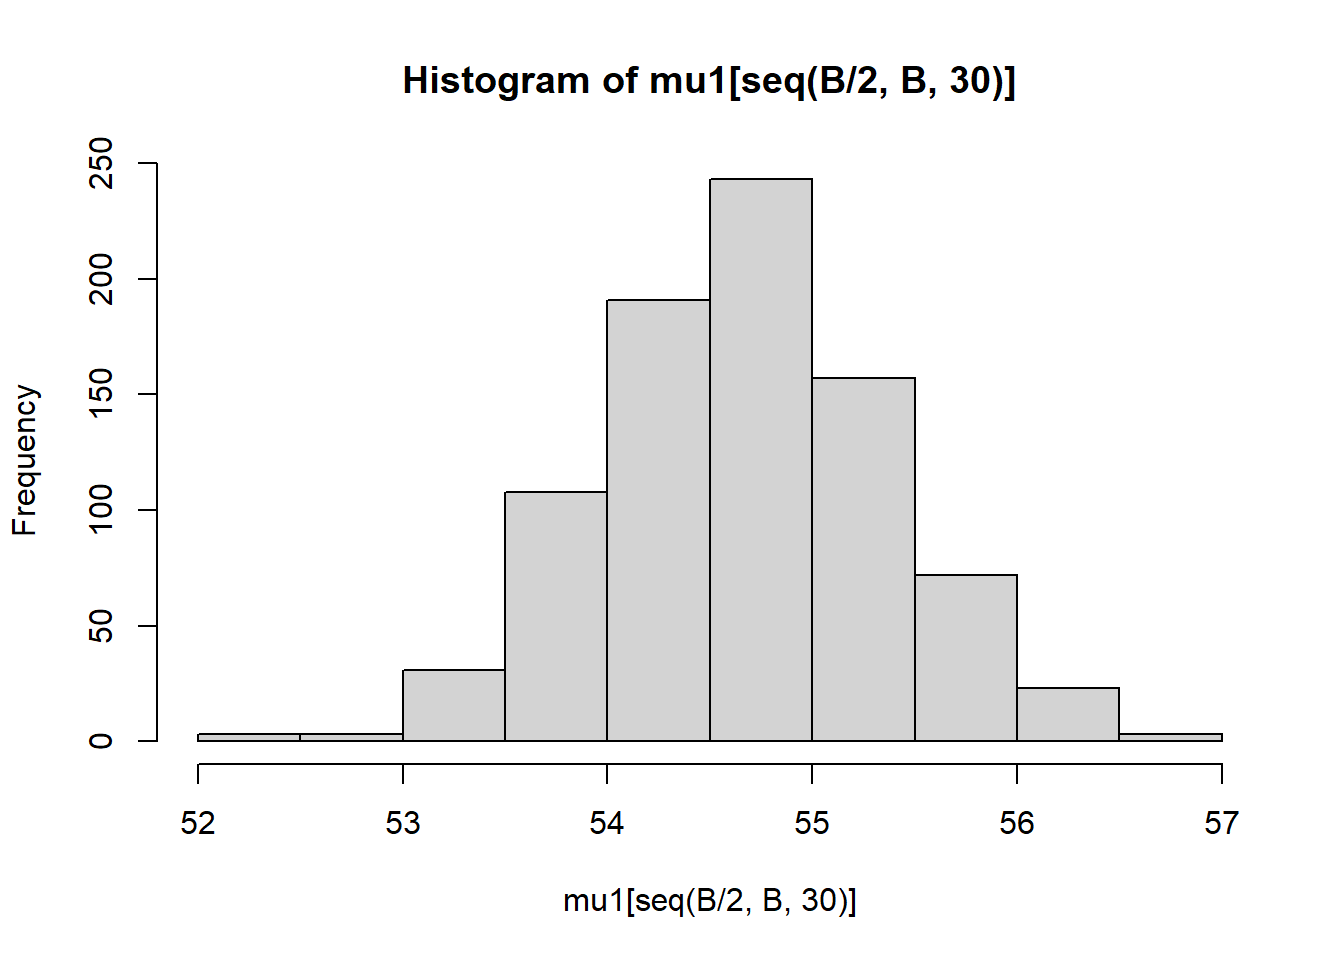 Histogram of mu1[seq(B/2, B, 30)]
Frequency
250
200
150
100
50
0
52 53 54 55 56 57
mu1[seq(B/2, B, 30)]